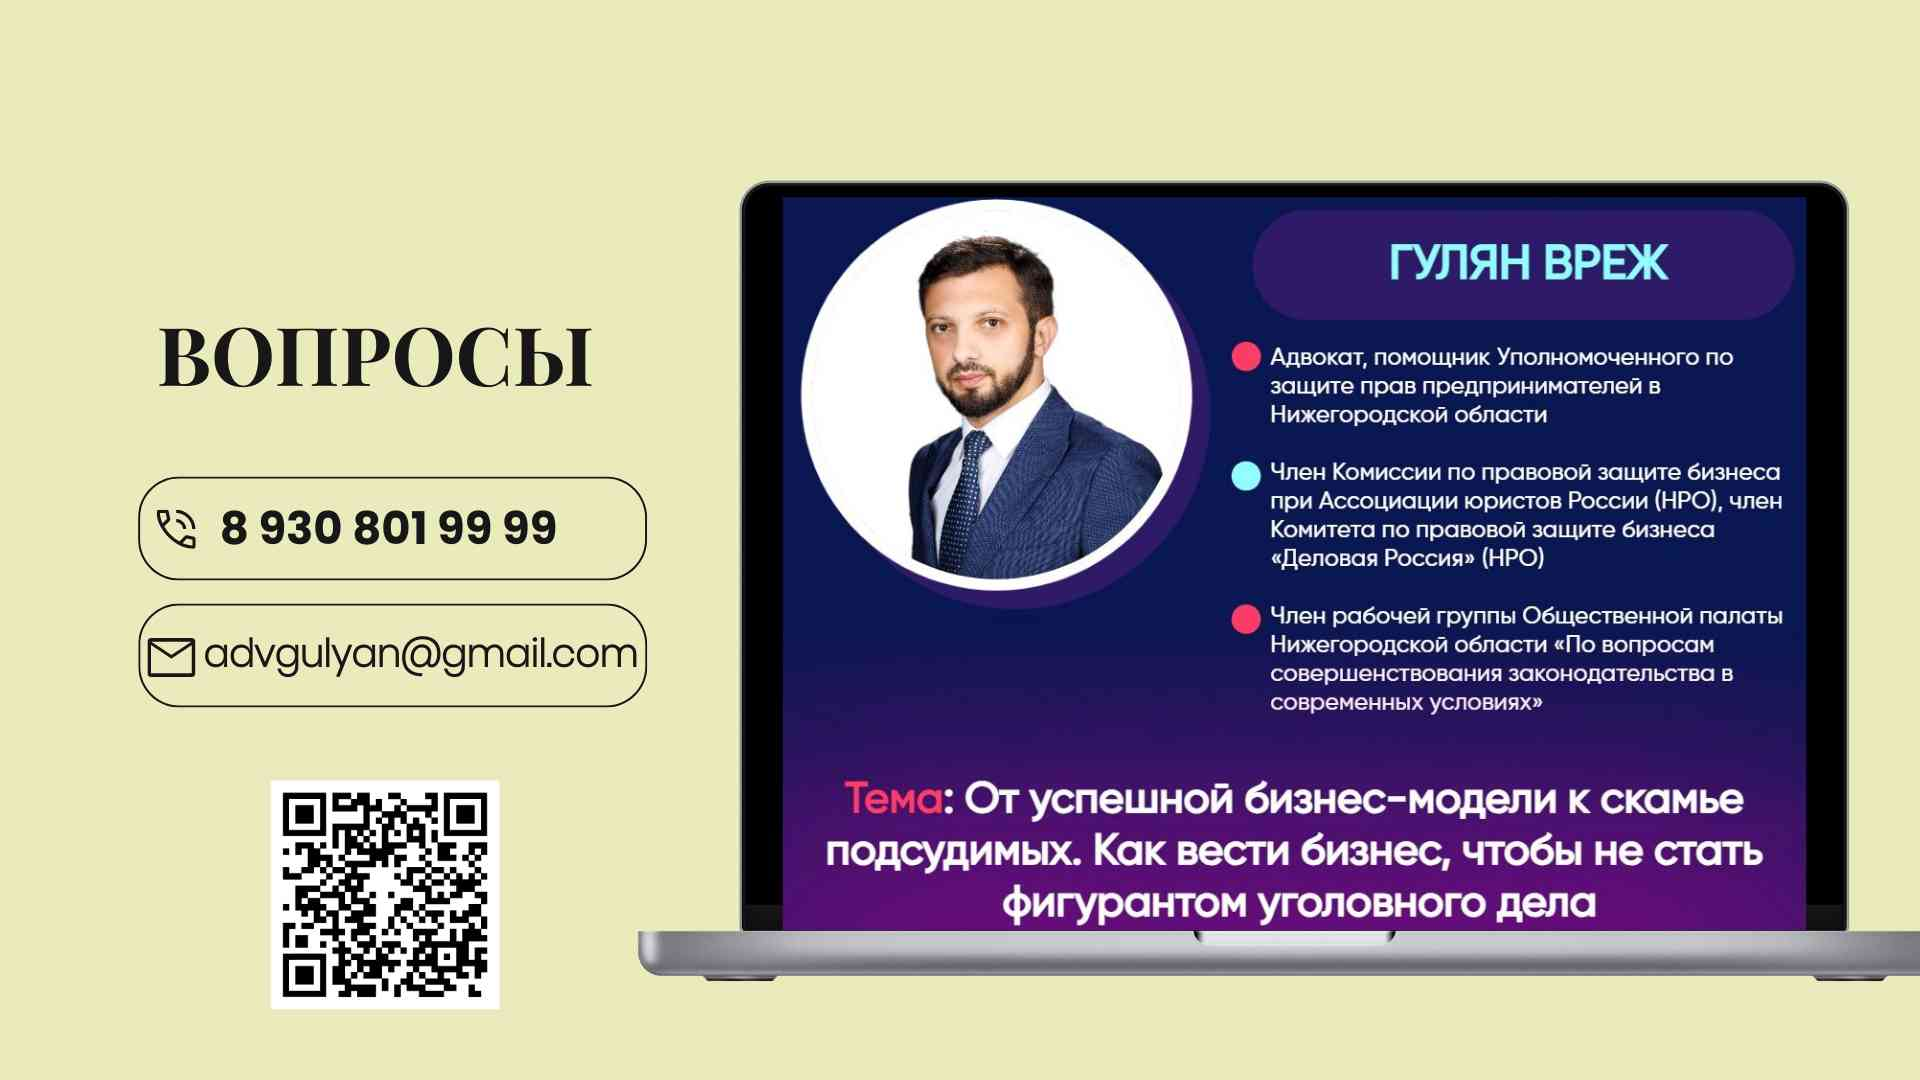 ВОПРОСЫ
8 930 801 99 99
advgulyan@gmail.com
ГУЛЯН ВРЕЖ
Адвокат, помощник Уполномоченного по
защите прав предпринимателей в
Нижегородской области
Член Комиссии по правовой защите бизнеса
при Ассоциации юристов России (НРО), член
Комитета по правовой защите бизнеса
«Деловая Россия» (НРО)
Член рабочей группы Общественной палаты
Нижегородской области «По вопросам
совершенствования законодательства в
современных условиях»
Тема: От успешной бизнес-модели к скамье
подсудимых. Как вести бизнес, чтобы не стать
фигурантом уголовного дела